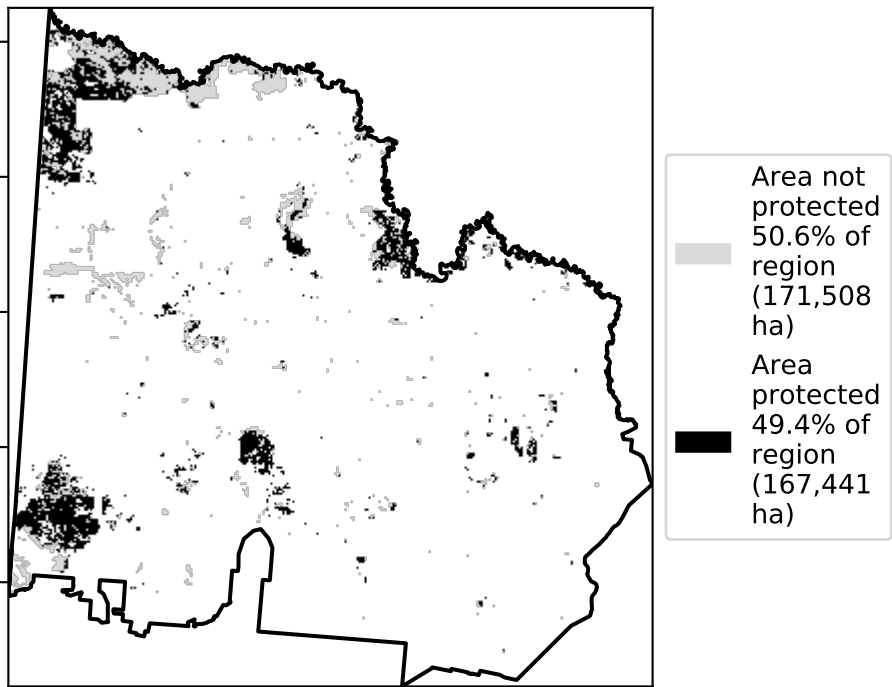 Area not
protected
50.6% of
region
(171,508
ha)
Area
protected
49.4% of
region
(167,441
ha)